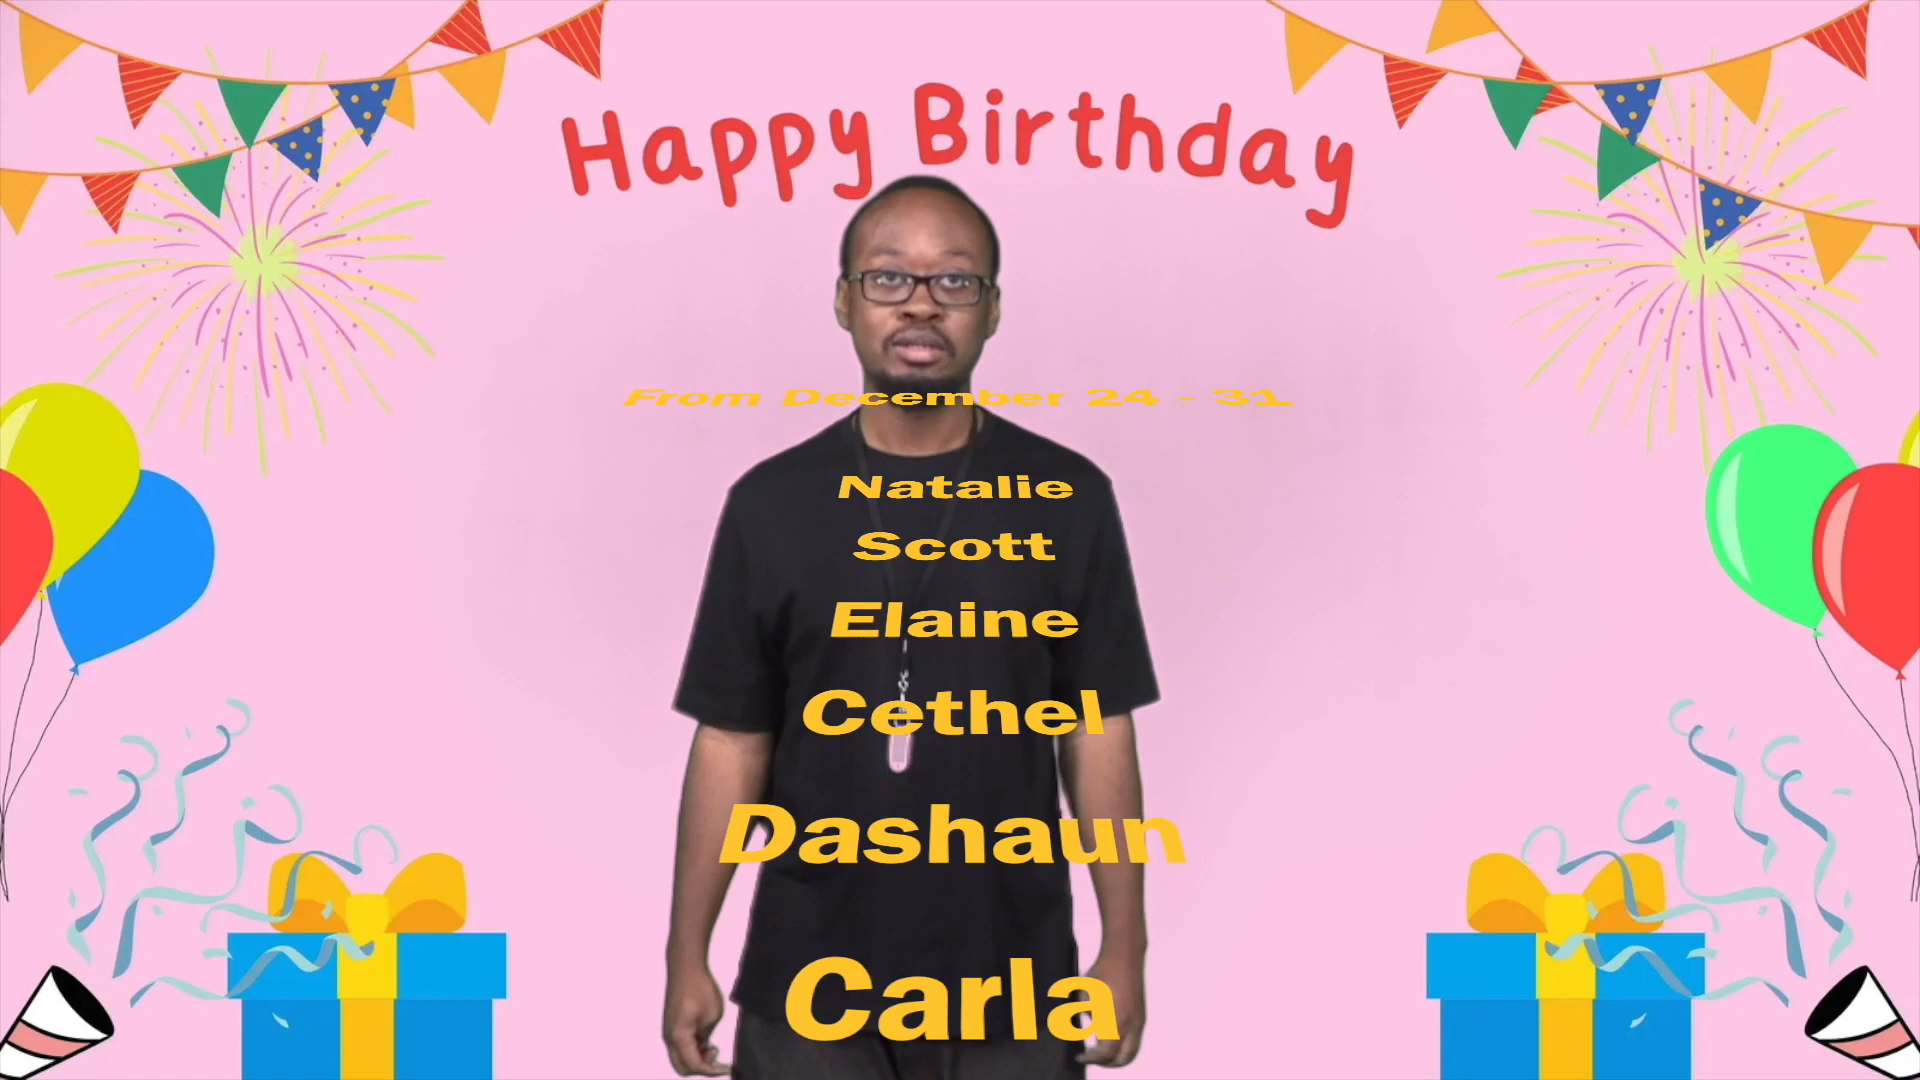 Happy Birthday
From December 24 - 31
Natalie
Scott
Elaine
Cethel
Dashaun
Carla